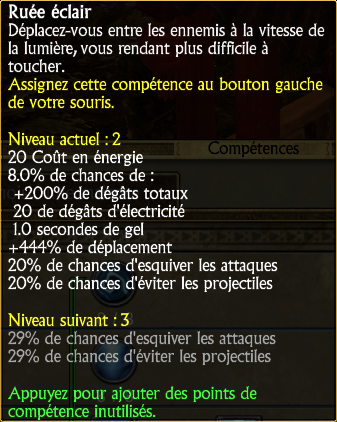 Ruée éclair
Déplacez-vous entre les ennemis à la vitesse de
la lumière, vous rendant plus difficile à
toucher.
Assignez cette compétence au bouton gauche
de votre souris.
Niveau actuel : 2
20 Coût en énergie
Compétences
8.0% de chances de :
+200% de dégâts totaux
20 de dégâts d'électricité
1.0 secondes de gel
+444% de déplacement
20% de chances d'esquiver les attaques
20% de chances d'éviter les projectiles
Niveau suivant : 3
29% de chances d'esquiver les attaques
29% de chances d'éviter les projectiles
Appuyez pour ajouter des points de
compétence inutilisés.